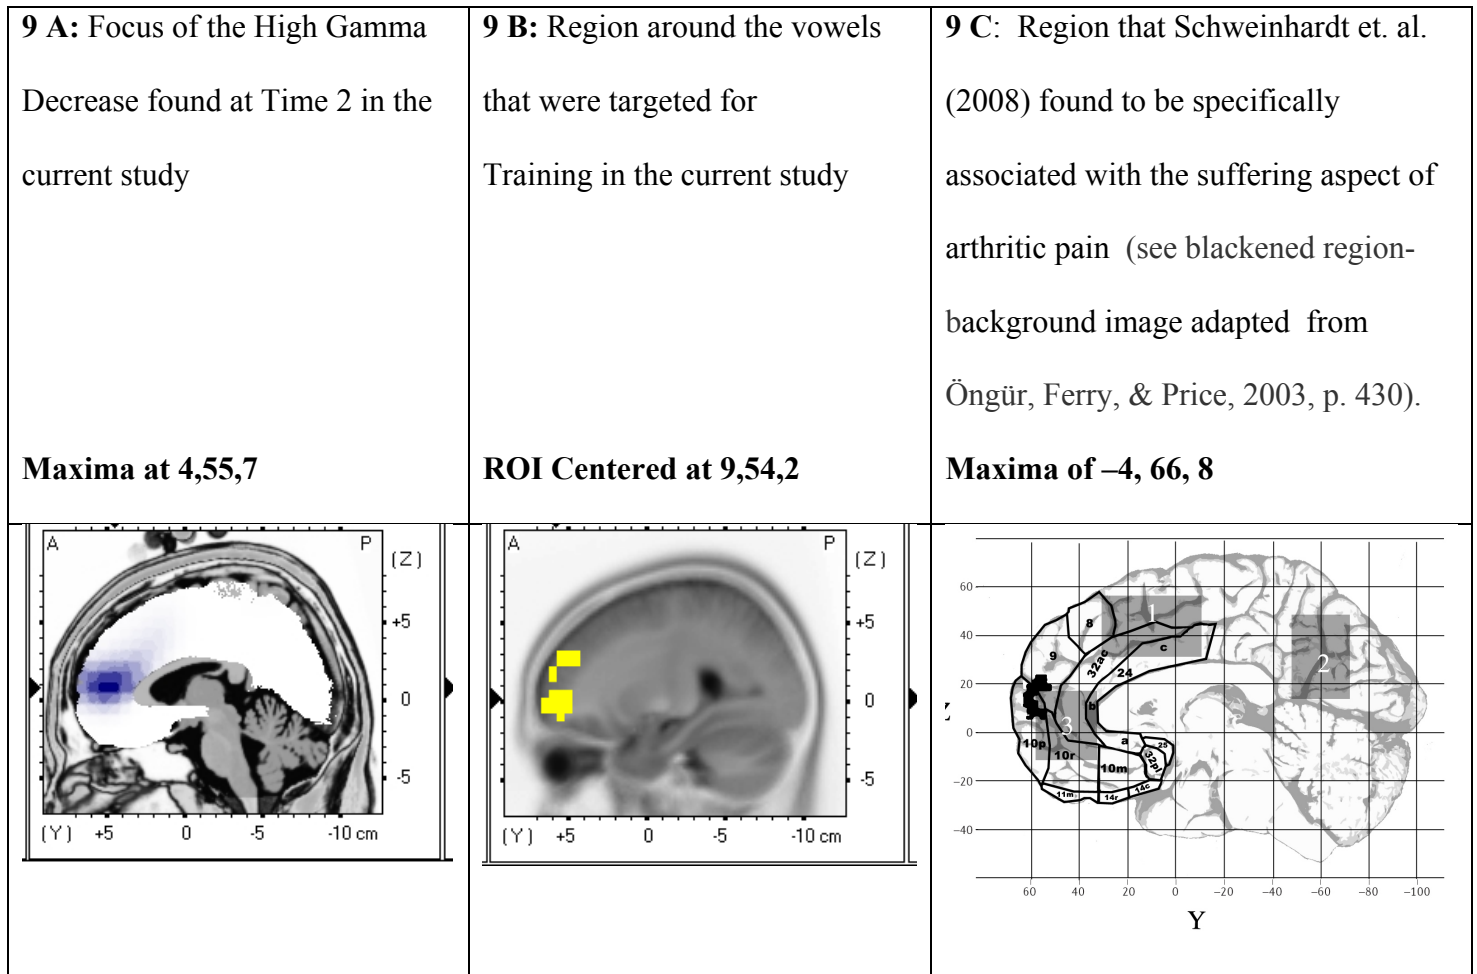 9 A: Focus of the High Gamma
Decrease found at Time 2 in the
current study
Maxima at 4,55,7
9 B: Region around the vowels
that were targeted for
Training in the current study
ROI Centered at 9,54,2
9 C:  Region that Schweinhardt et. al.
(2008) found to be specifically
associated with the suffering aspect of
arthritic pain  (see blackened region-
background image adapted  from
Öngür, Ferry, & Price, 2003, p. 430).
Maxima of –4, 66, 8
A P
(Z)
+5
0
-5
(Y) +5 0 -5 -10 cm
A P
(Z)
+5
0
-5
(Y) +5 0 -5 -10 cm
60
40
20
0
−20
−40
1
8
c
9
32ac
24
2
b
3
10p
10r
a
25
32pl
10m
11m
14r
14c
60 40 20 0 −20 −40 −60 −80 −100
Y